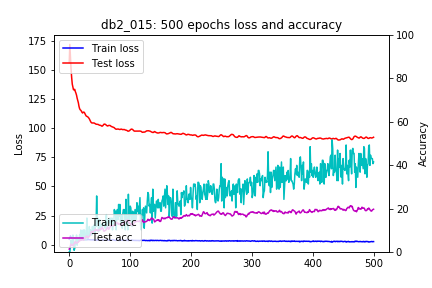 db2_015: 500 epochs loss and accuracy
175
150
125
100
75
50
25
0
Loss
Train loss
Test loss
Train acc
Test acc
0
100
200
300
400
500
100
80
60
40
20
0
Accuracy